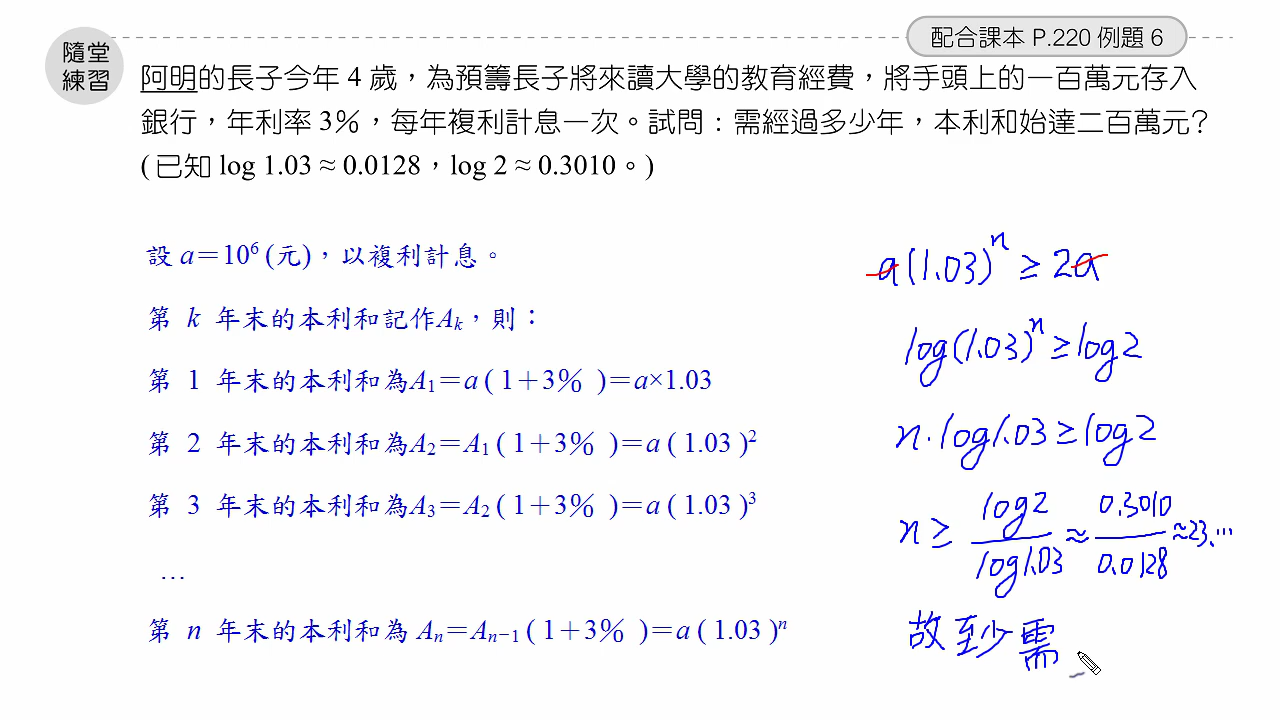 隨堂
練習
配合課本 P.220 例題 6
阿明的長子今年 4 歲，為預籌長子將來讀大學的教育經費，將手頭上的一百萬元存入
銀行，年利率 3%，每年複利計息一次。試問：需經過多少年，本利和始達二百萬元?
(已知 log 1.03 ≈ 0.0128，log 2 ≈ 0.3010。)
設 a＝10⁶ (元)，以複利計息。
第 k 年末的本利和記作Aₖ，則：
第 1 年末的本利和為A₁＝a ( 1＋3% )＝a×1.03
第 2 年末的本利和為A₂＝A₁ ( 1＋3% )＝a ( 1.03 )²
第 3 年末的本利和為A₃＝A₂ ( 1＋3% )＝a ( 1.03 )³
…
第 n 年末的本利和為 Aₙ＝Aₙ₋₁ ( 1＋3% )＝a ( 1.03 )ⁿ
a(1.03)ⁿ ≥ 2a
log(1.03)ⁿ ≥ log2
n·log1.03 ≥ log2
n ≥ log2/log1.03 ≈ 0.3010/0.0128 ≈ 23.…
故至少需